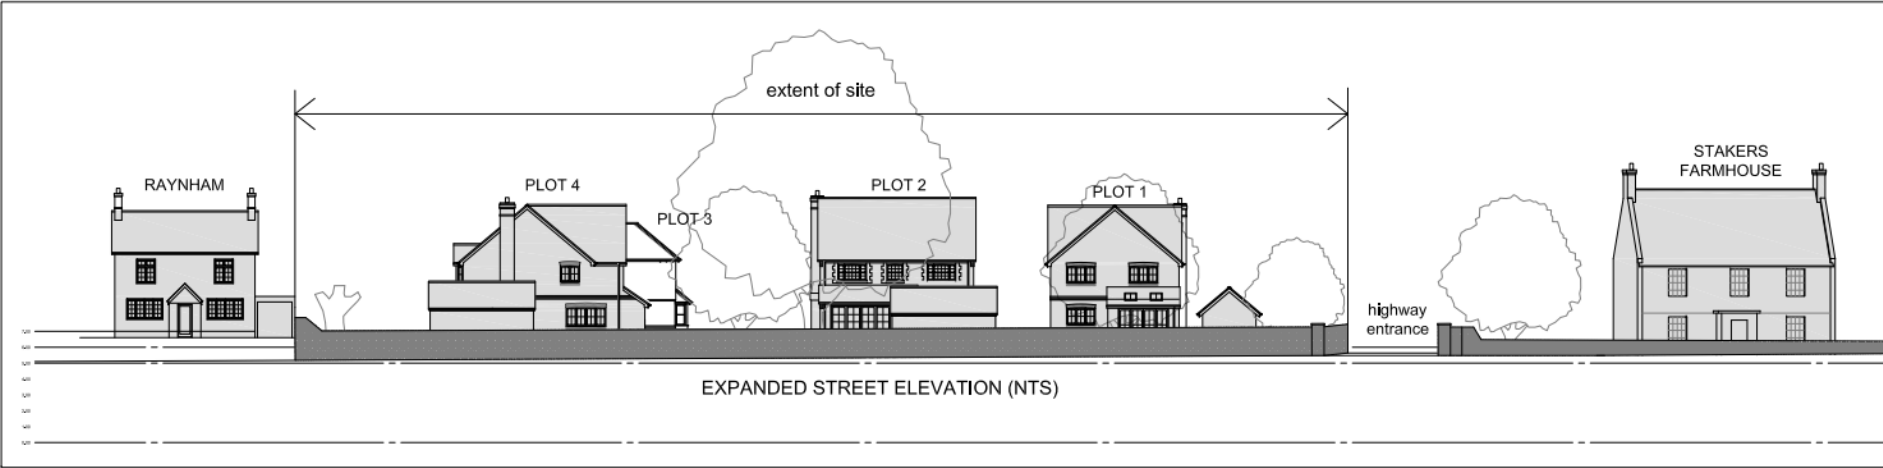 extent of site
RAYNHAM
PLOT 4
PLOT 3
PLOT 2
PLOT 1
STAKERS
FARMHOUSE
highway
entrance
EXPANDED STREET ELEVATION (NTS)